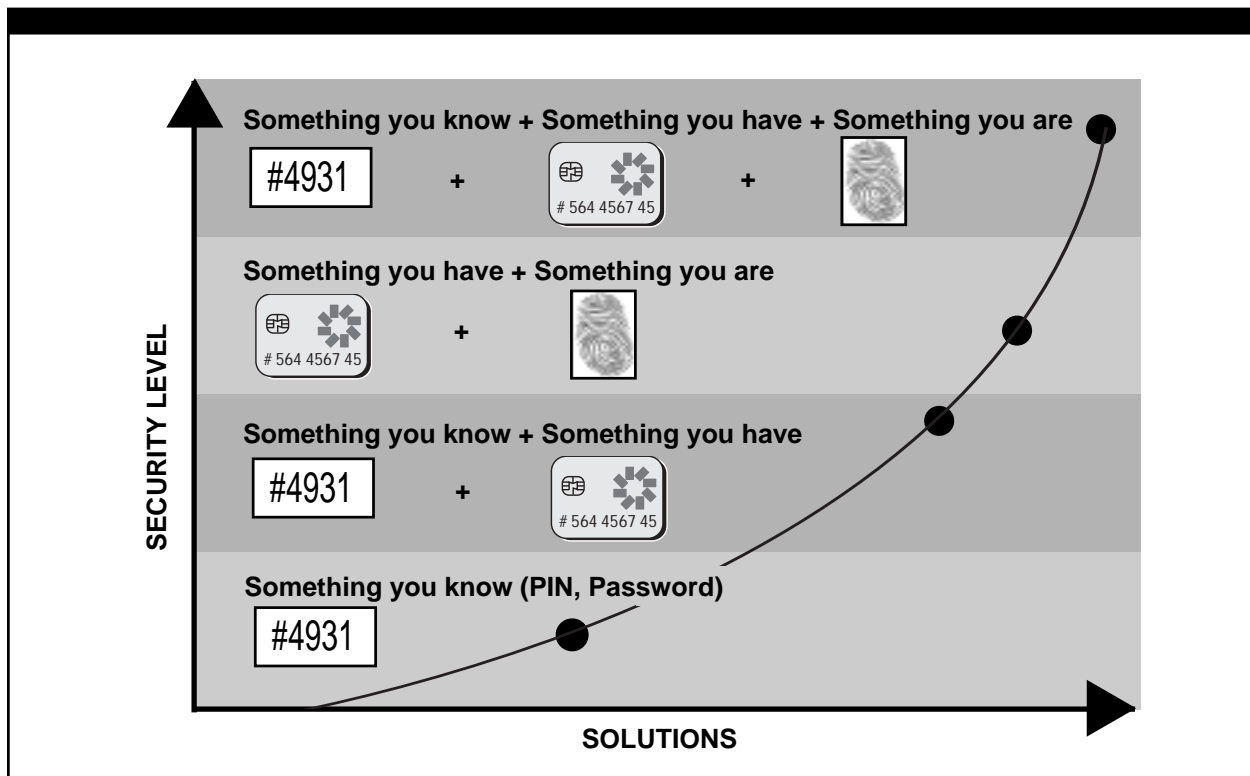 Something you know + Something you have + Something you are
#4931 + # 564 4567 45 +
Something you have + Something you are
# 564 4567 45 +
Something you know + Something you have
#4931 + # 564 4567 45
Something you know (PIN, Password)
#4931
SECURITY LEVEL
SOLUTIONS